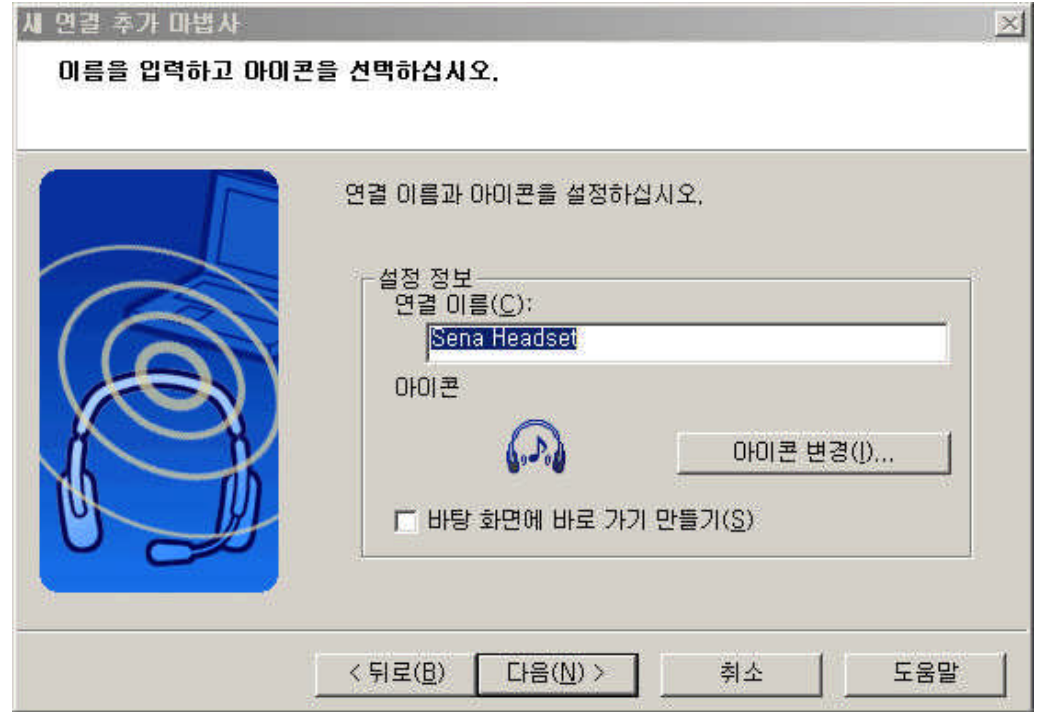 새 연결 추가 마법사
이름을 입력하고 아이콘을 선택하십시오.
연결 이름과 아이콘을 설정하십시오.
설정 정보
연결 이름(C):
Sena Headset
아이콘
아이콘 변경(I)...
바탕 화면에 바로 가기 만들기(S)
< 뒤로(B) 다음(N) > 취소 도움말